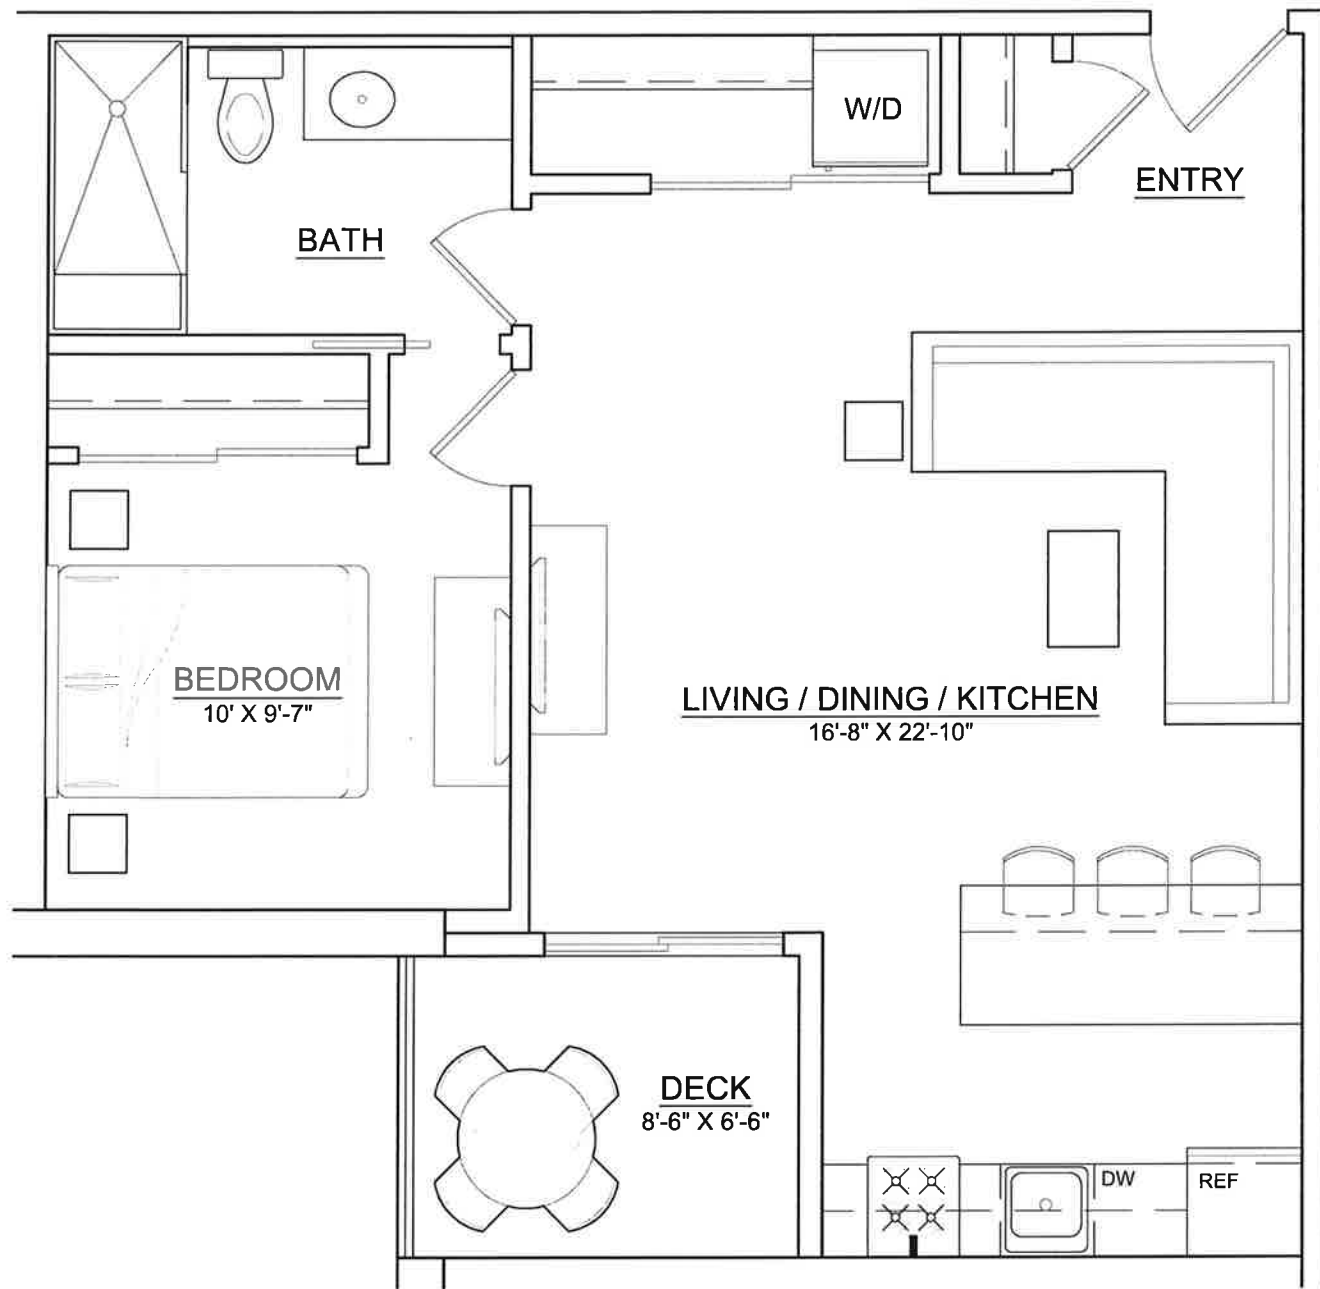 W/D
ENTRY
BATH
BEDROOM
10' X 9'-7"
LIVING / DINING / KITCHEN
16'-8" X 22'-10"
DECK
8'-6" X 6'-6"
DW
REF